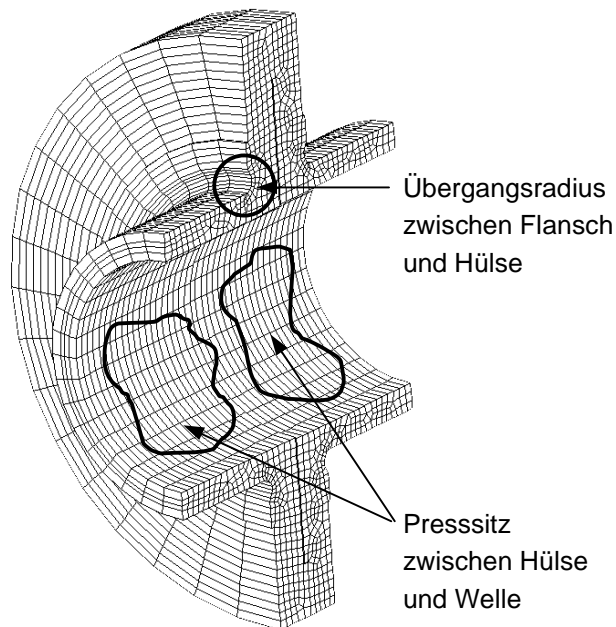 Übergangsradius
zwischen Flansch
und Hülse
Presssitz
zwischen Hülse
und Welle